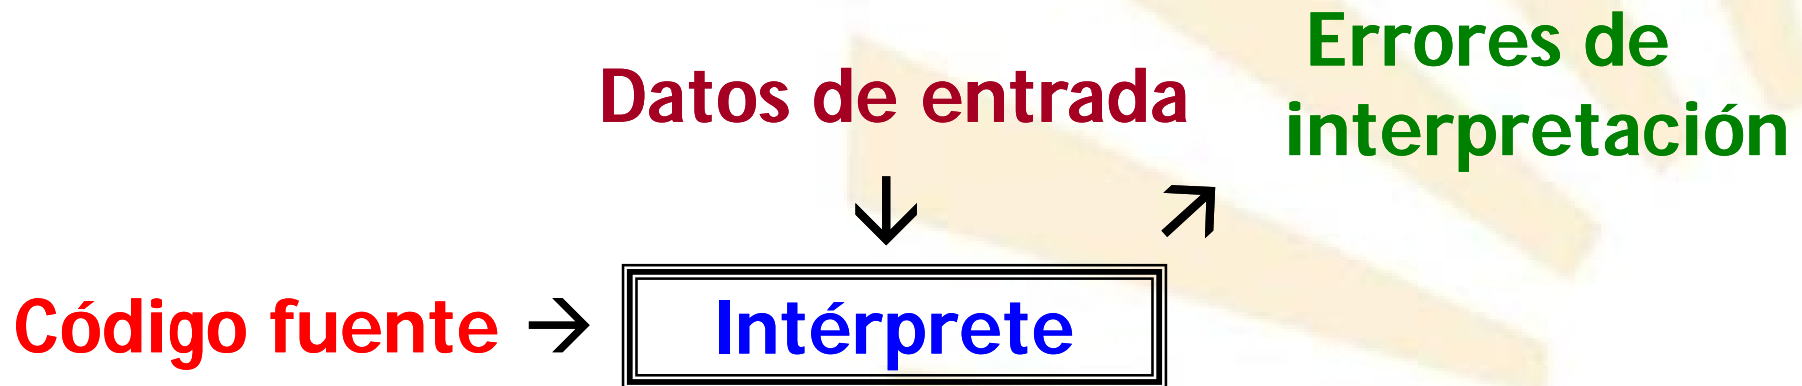 Errores de
Datos de entrada
interpretación
Código fuente → Intérprete